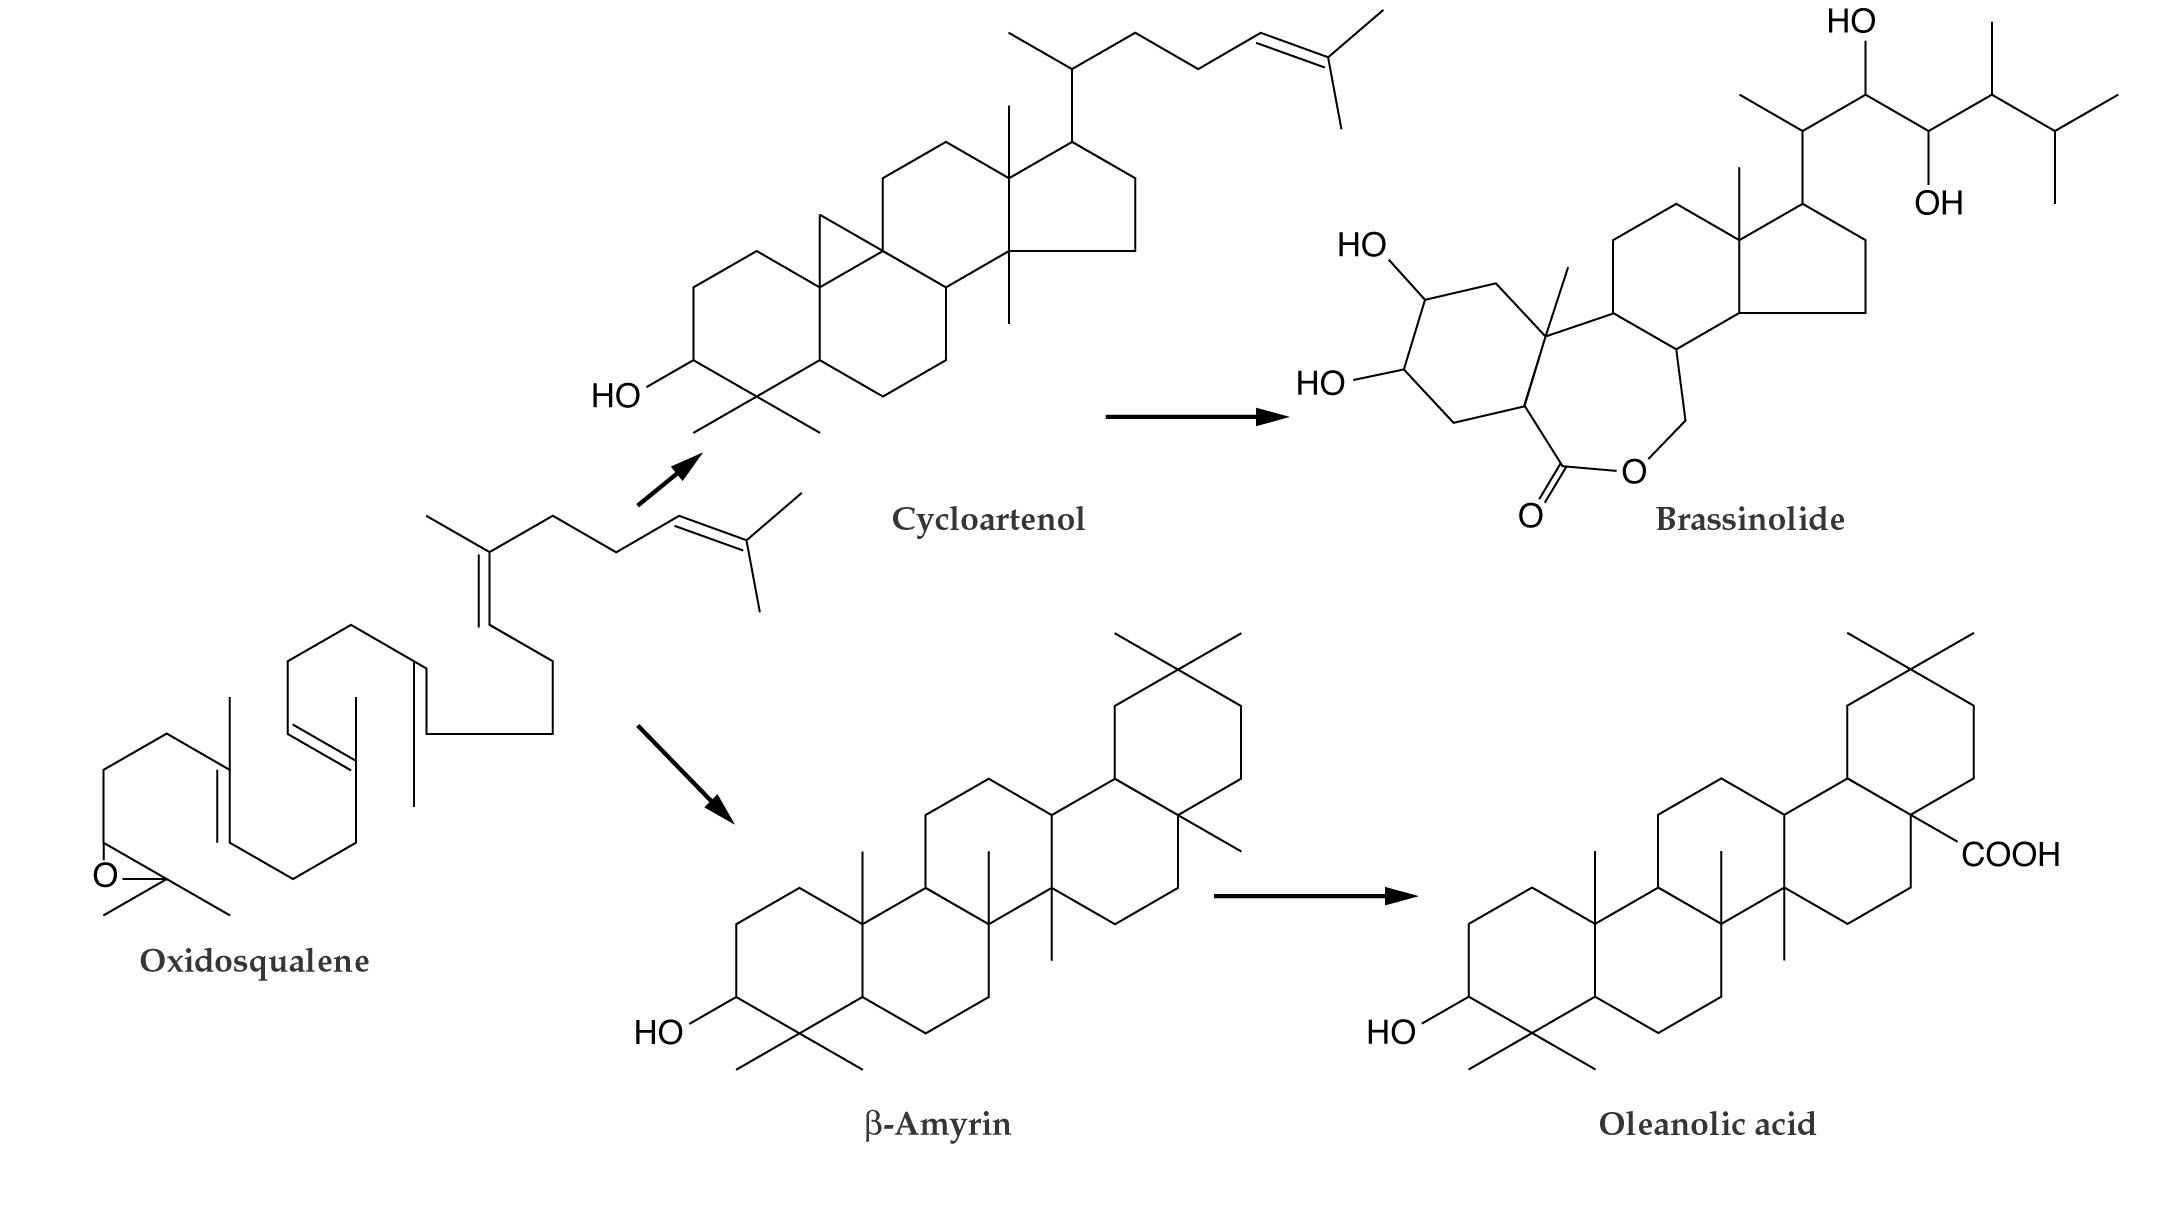 HO
HO
HO
OH
HO
HO
O
O
Cycloartenol
Brassinolide
O
Oxidosqualene
COOH
HO
HO
β-Amyrin
Oleanolic acid